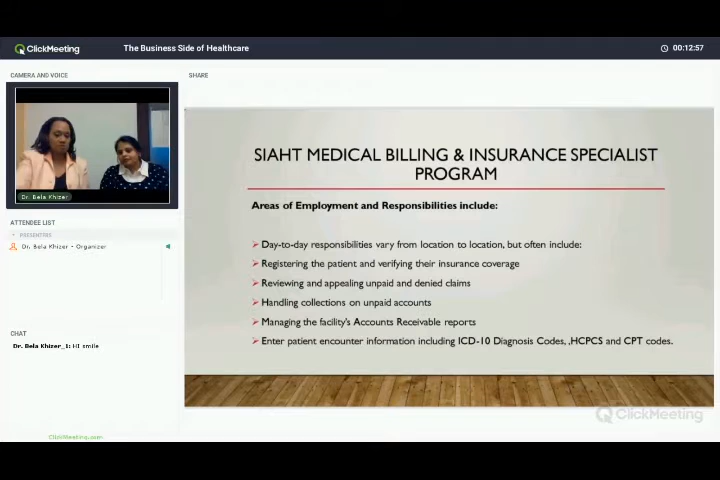 ClickMeeting
The Business Side of Healthcare
00:12:57
CAMERA AND VOICE
SHARE
Dr. Bela Khizer
ATTENDEE LIST
PRESENTERS
Dr. Bela Khizer - Organizer
CHAT
Dr. Bela Khizer_1: HI smile
ClickMeeting.com
SIAHT MEDICAL BILLING & INSURANCE SPECIALIST
PROGRAM
Areas of Employment and Responsibilities include:
➢ Day-to-day responsibilities vary from location to location, but often include:
➢ Registering the patient and verifying their insurance coverage
➢ Reviewing and appealing unpaid and denied claims
➢ Handling collections on unpaid accounts
➢ Managing the facility's Accounts Receivable reports
➢ Enter patient encounter information including ICD-10 Diagnosis Codes, ,HCPCS and CPT codes.
ClickMeeting